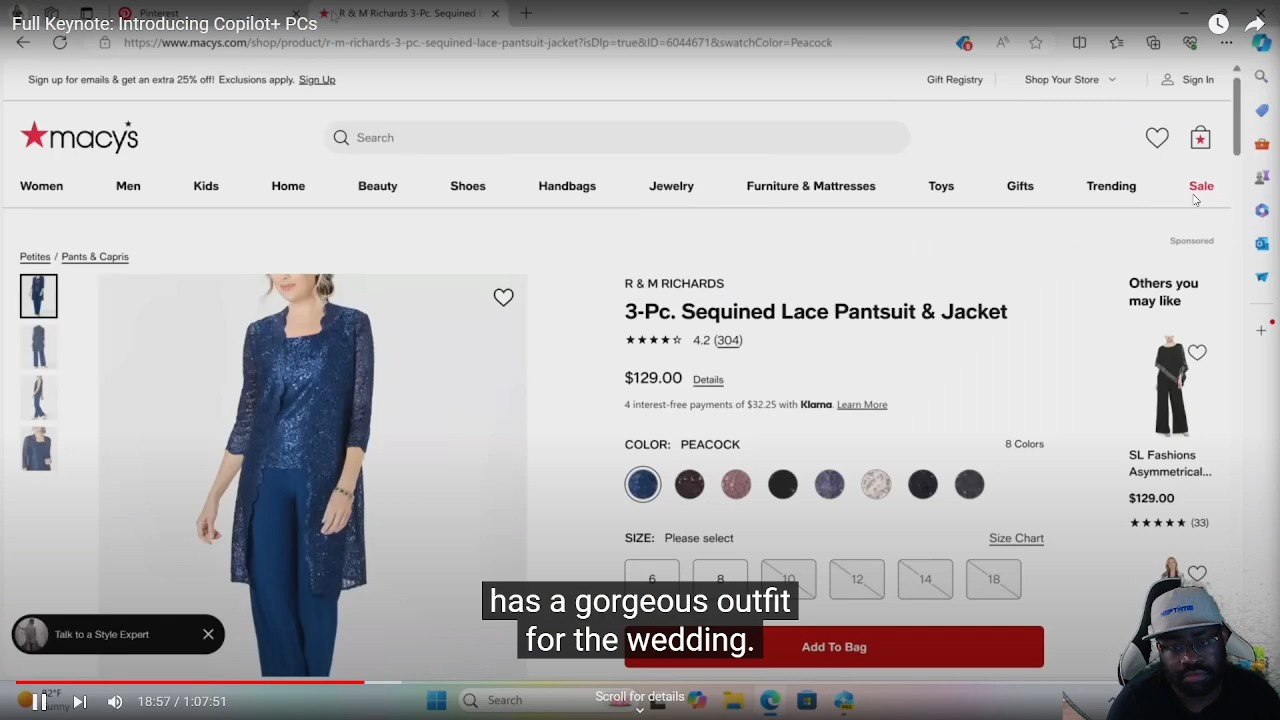 Full Keynote: Introducing Copilot+ PCs
Pinterest
R & M Richards 3-Pc. Sequined L
https://www.macys.com/shop/product/r-m-richards-3-pc.-sequined-lace-pantsuit-jacket?isDlp=true&ID=6044671&swatchColor=Peacock
Sign up for emails & get an extra 25% off! Exclusions apply. Sign Up
Gift Registry
Shop Your Store
Sign In
macy's
Search
Women Men Kids Home Beauty Shoes Handbags Jewelry Furniture & Mattresses Toys Gifts Trending Sale
Sponsored
Petites / Pants & Capris
R & M RICHARDS
3-Pc. Sequined Lace Pantsuit & Jacket
4.2 (304)
$129.00 Details
4 interest-free payments of $32.25 with Klarna. Learn More
COLOR: PEACOCK
8 Colors
SIZE: Please select
Size Chart
6 8 10 12 14 18
Add To Bag
Others you
may like
SL Fashions
Asymmetrical...
$129.00
(33)
Talk to a Style Expert
has a gorgeous outfit
for the wedding.
18:57 / 1:07:51
Scroll for details
Search